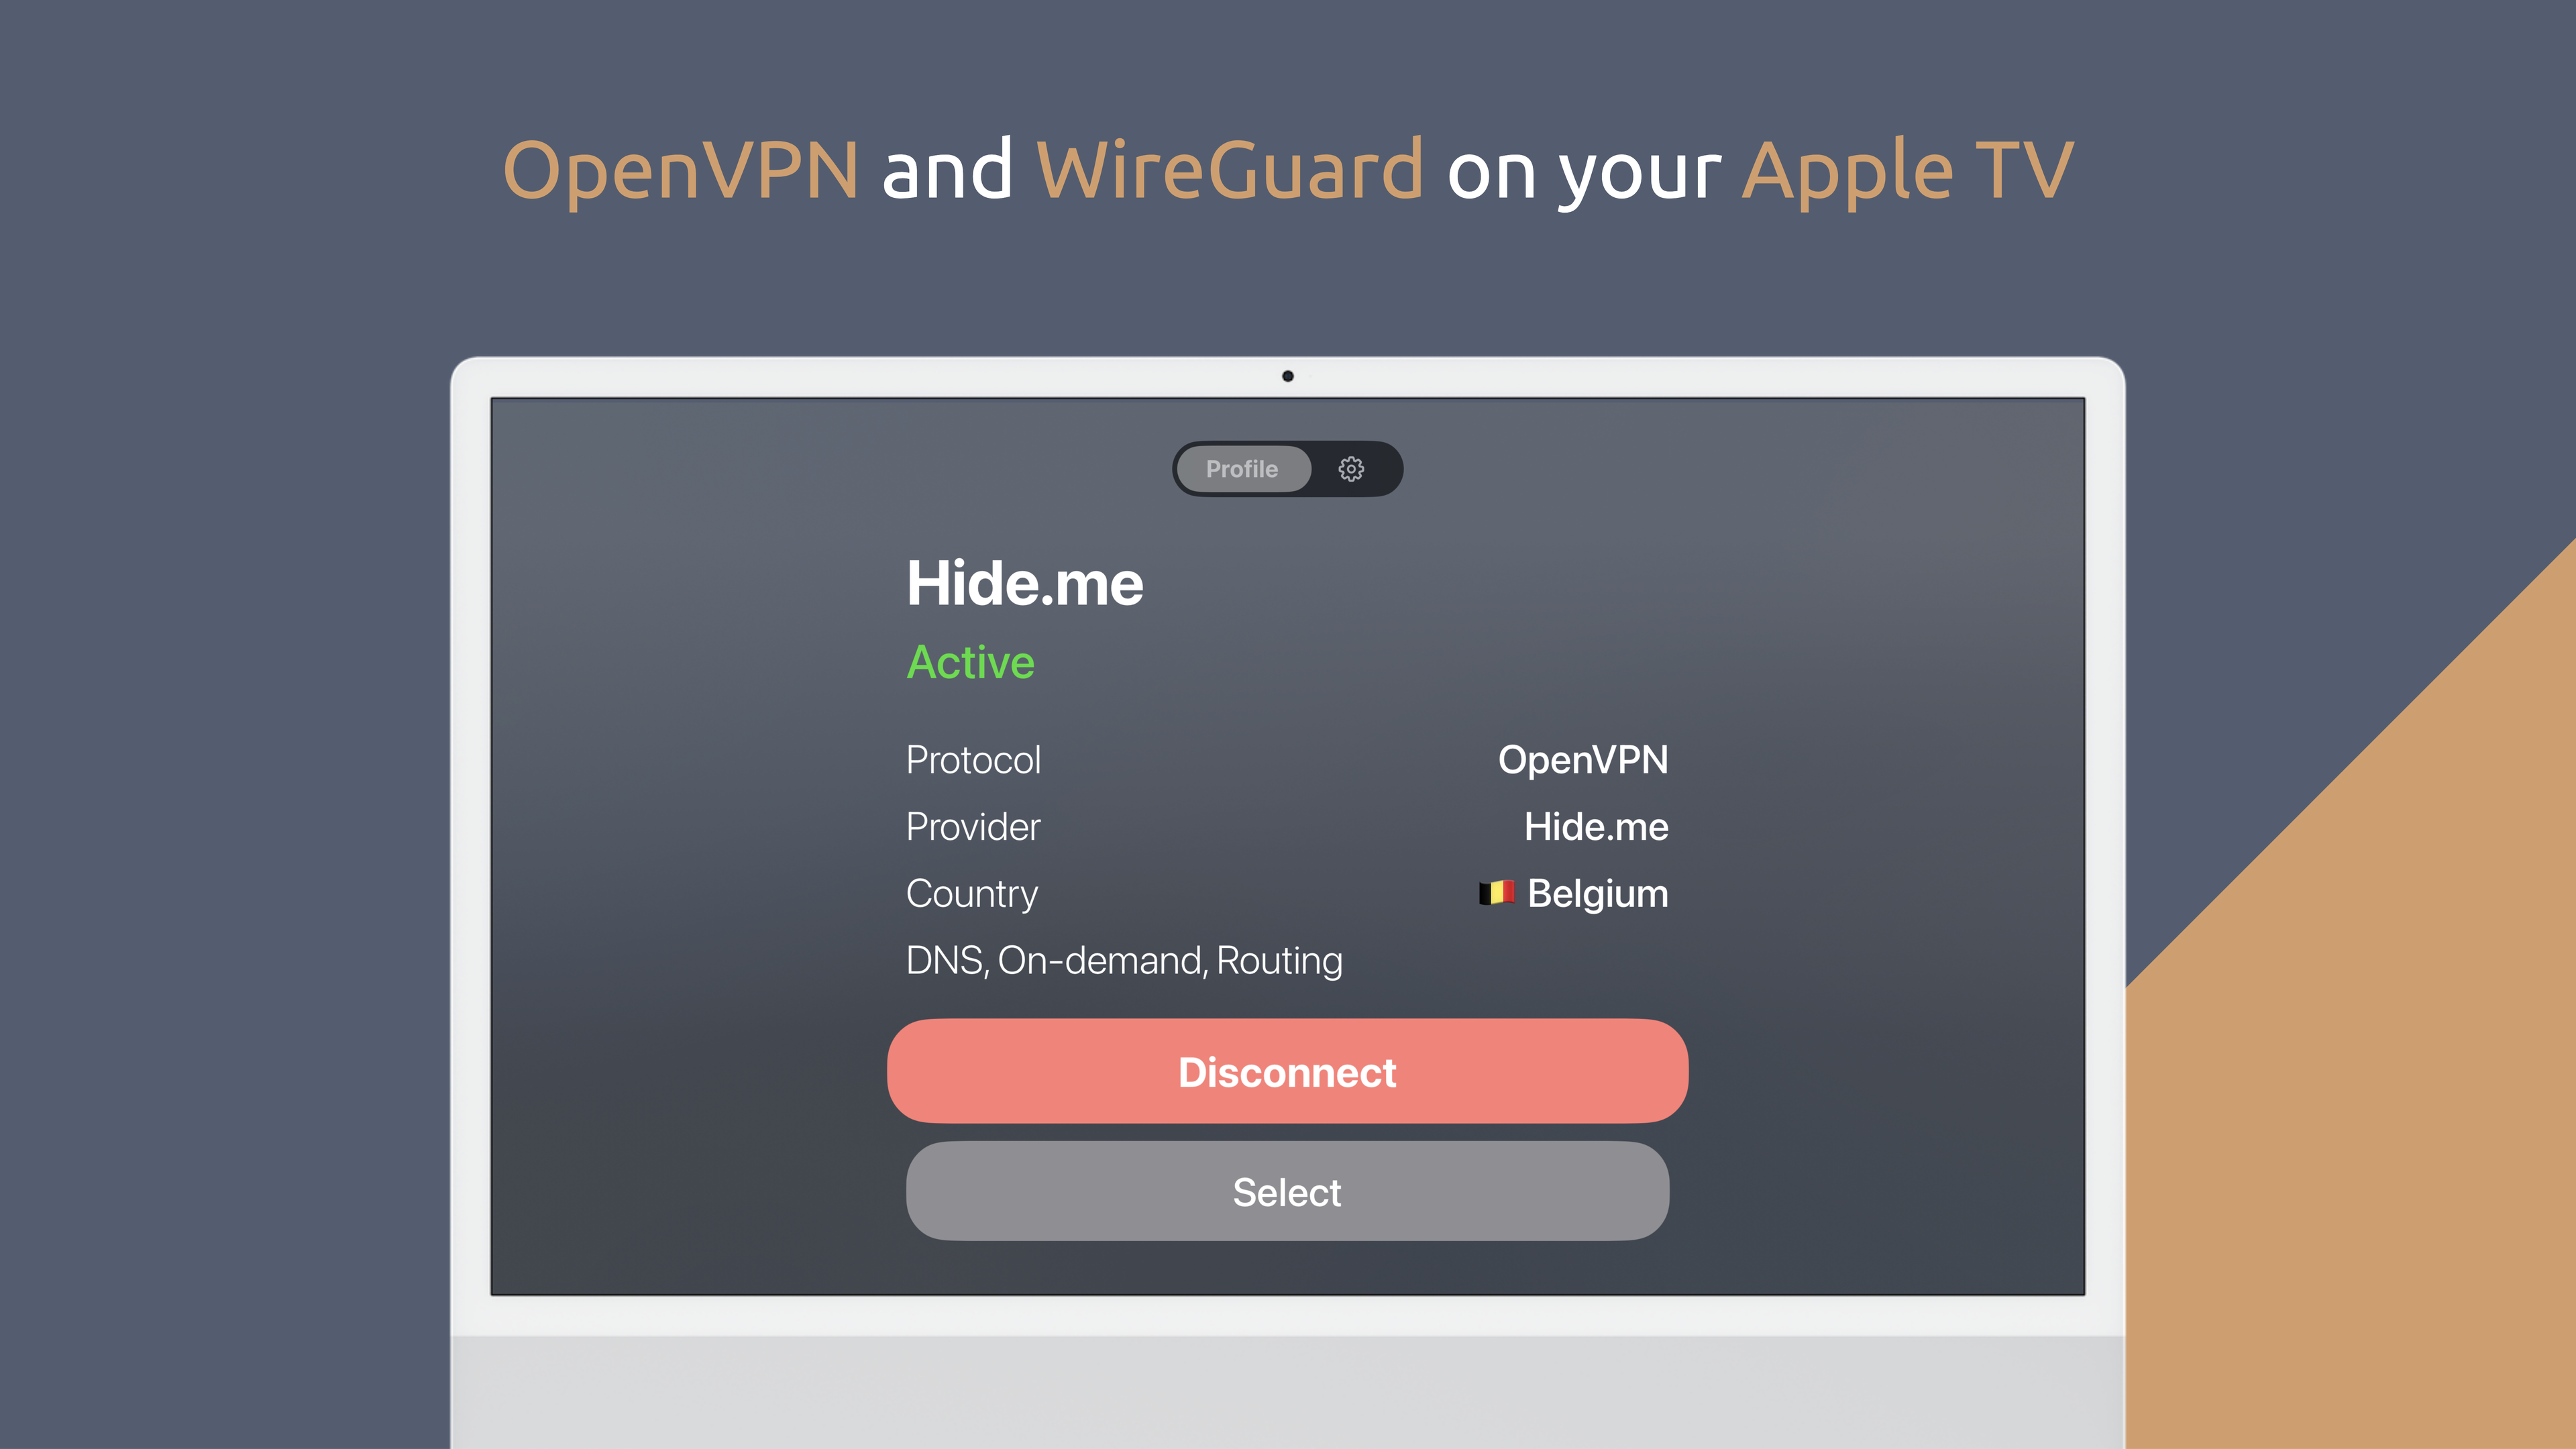 OpenVPN and WireGuard on your Apple TV
Profile
Hide.me
Active
Protocol OpenVPN
Provider Hide.me
Country 🇧🇪 Belgium
DNS, On-demand, Routing
Disconnect
Select